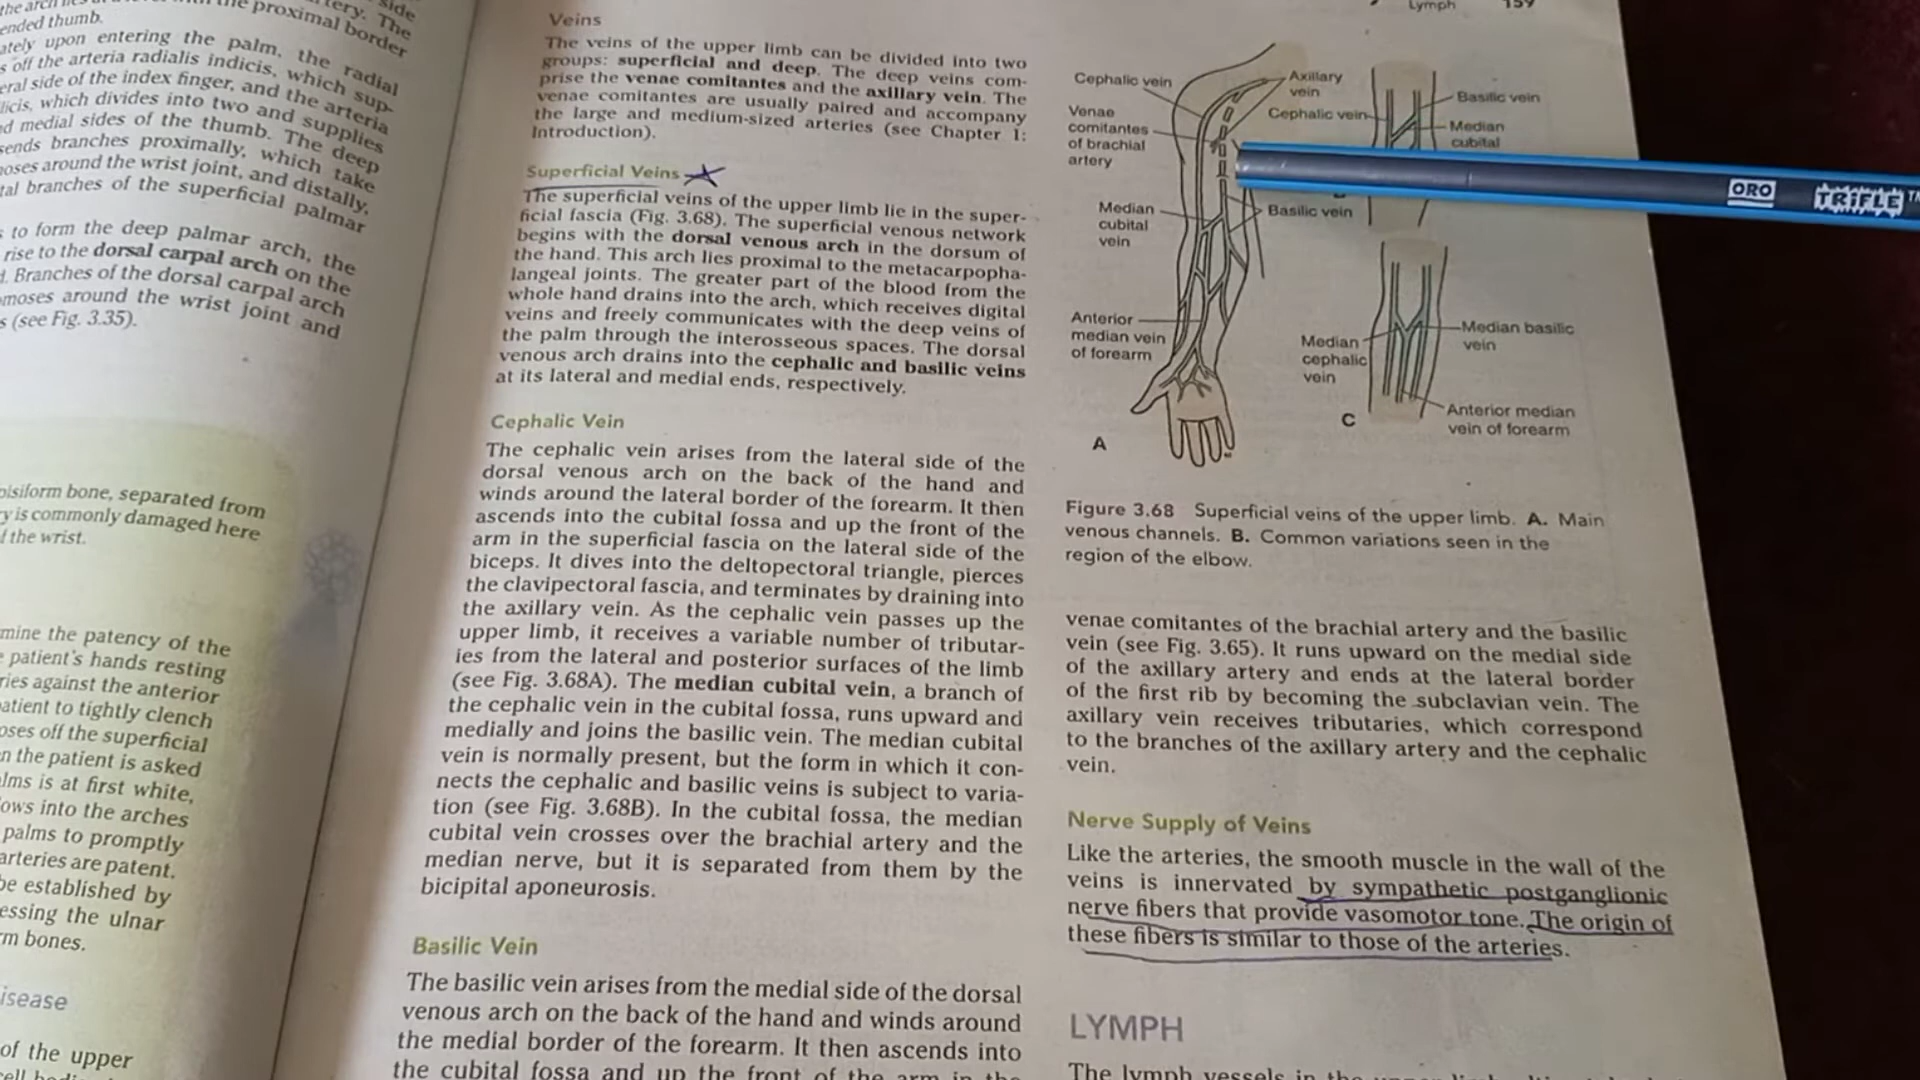 the arch lies
ended thumb.
ately upon entering the palm, the radial
off the arteria radialis indicis, which sup-
eral side of the index finger, and the arteria
licis, which divides into two and supplies
d medial sides of the thumb. The deep
sends branches proximally, which take
moses around the wrist joint, and distally,
tal branches of the superficial palmar
side
artery. The
the proximal border
to form the deep palmar arch, the
rise to the dorsal carpal arch on the
. Branches of the dorsal carpal arch
moses around the wrist joint and
s (see Fig. 3.35).
pisiform bone, separated from
ry is commonly damaged here
f the wrist.
mine the patency of the
patient's hands resting
ries against the anterior
patient to tightly clench
oses off the superficial
n the patient is asked
lms is at first white,
ows into the arches
palms to promptly
arteries are patent.
be established by
essing the ulnar
m bones.
isease
of the upper
Veins
The veins of the upper limb can be divided into two
groups: superficial and deep. The deep veins com-
prise the venae comitantes and the axillary vein. The
venae comitantes are usually paired and accompany
the large and medium-sized arteries (see Chapter 1:
Introduction).
Superficial Veins
The superficial veins of the upper limb lie in the super-
ficial fascia (Fig. 3.68). The superficial venous network
begins with the dorsal venous arch in the dorsum of
the hand. This arch lies proximal to the metacarpopha-
langeal joints. The greater part of the blood from the
whole hand drains into the arch, which receives digital
veins and freely communicates with the deep veins of
the palm through the interosseous spaces. The dorsal
venous arch drains into the cephalic and basilic veins
at its lateral and medial ends, respectively.
Cephalic Vein
The cephalic vein arises from the lateral side of the
dorsal venous arch on the back of the hand and
winds around the lateral border of the forearm. It then
ascends into the cubital fossa and up the front of the
arm in the superficial fascia on the lateral side of the
biceps. It dives into the deltopectoral triangle, pierces
the clavipectoral fascia, and terminates by draining into
the axillary vein. As the cephalic vein passes up the
upper limb, it receives a variable number of tributar-
ies from the lateral and posterior surfaces of the limb
(see Fig. 3.68A). The median cubital vein, a branch of
the cephalic vein in the cubital fossa, runs upward and
medially and joins the basilic vein. The median cubital
vein is normally present, but the form in which it con-
nects the cephalic and basilic veins is subject to varia-
tion (see Fig. 3.68B). In the cubital fossa, the median
cubital vein crosses over the brachial artery and the
median nerve, but it is separated from them by the
bicipital aponeurosis.
Basilic Vein
The basilic vein arises from the medial side of the dorsal
venous arch on the back of the hand and winds around
the medial border of the forearm. It then ascends into
the cubital fossa and up the front of the arm in the
Lymph 159
Cephalic vein
Venae
comitantes
of brachial
artery
Median
cubital
vein
Anterior
median vein
of forearm
A
Axillary
vein
Cephalic vein
Basilic vein
Basilic vein
Median
cubital
Median
cephalic
vein
C
Median basilic
vein
Anterior median
vein of forearm
ORO TRiFLE™
Figure 3.68 Superficial veins of the upper limb. A. Main
venous channels. B. Common variations seen in the
region of the elbow.
venae comitantes of the brachial artery and the basilic
vein (see Fig. 3.65). It runs upward on the medial side
of the axillary artery and ends at the lateral border
of the first rib by becoming the subclavian vein. The
axillary vein receives tributaries, which correspond
to the branches of the axillary artery and the cephalic
vein.
Nerve Supply of Veins
Like the arteries, the smooth muscle in the wall of the
veins is innervated by sympathetic postganglionic
nerve fibers that provide vasomotor tone. The origin of
these fibers is similar to those of the arteries.
LYMPH
The lymph vessels in the